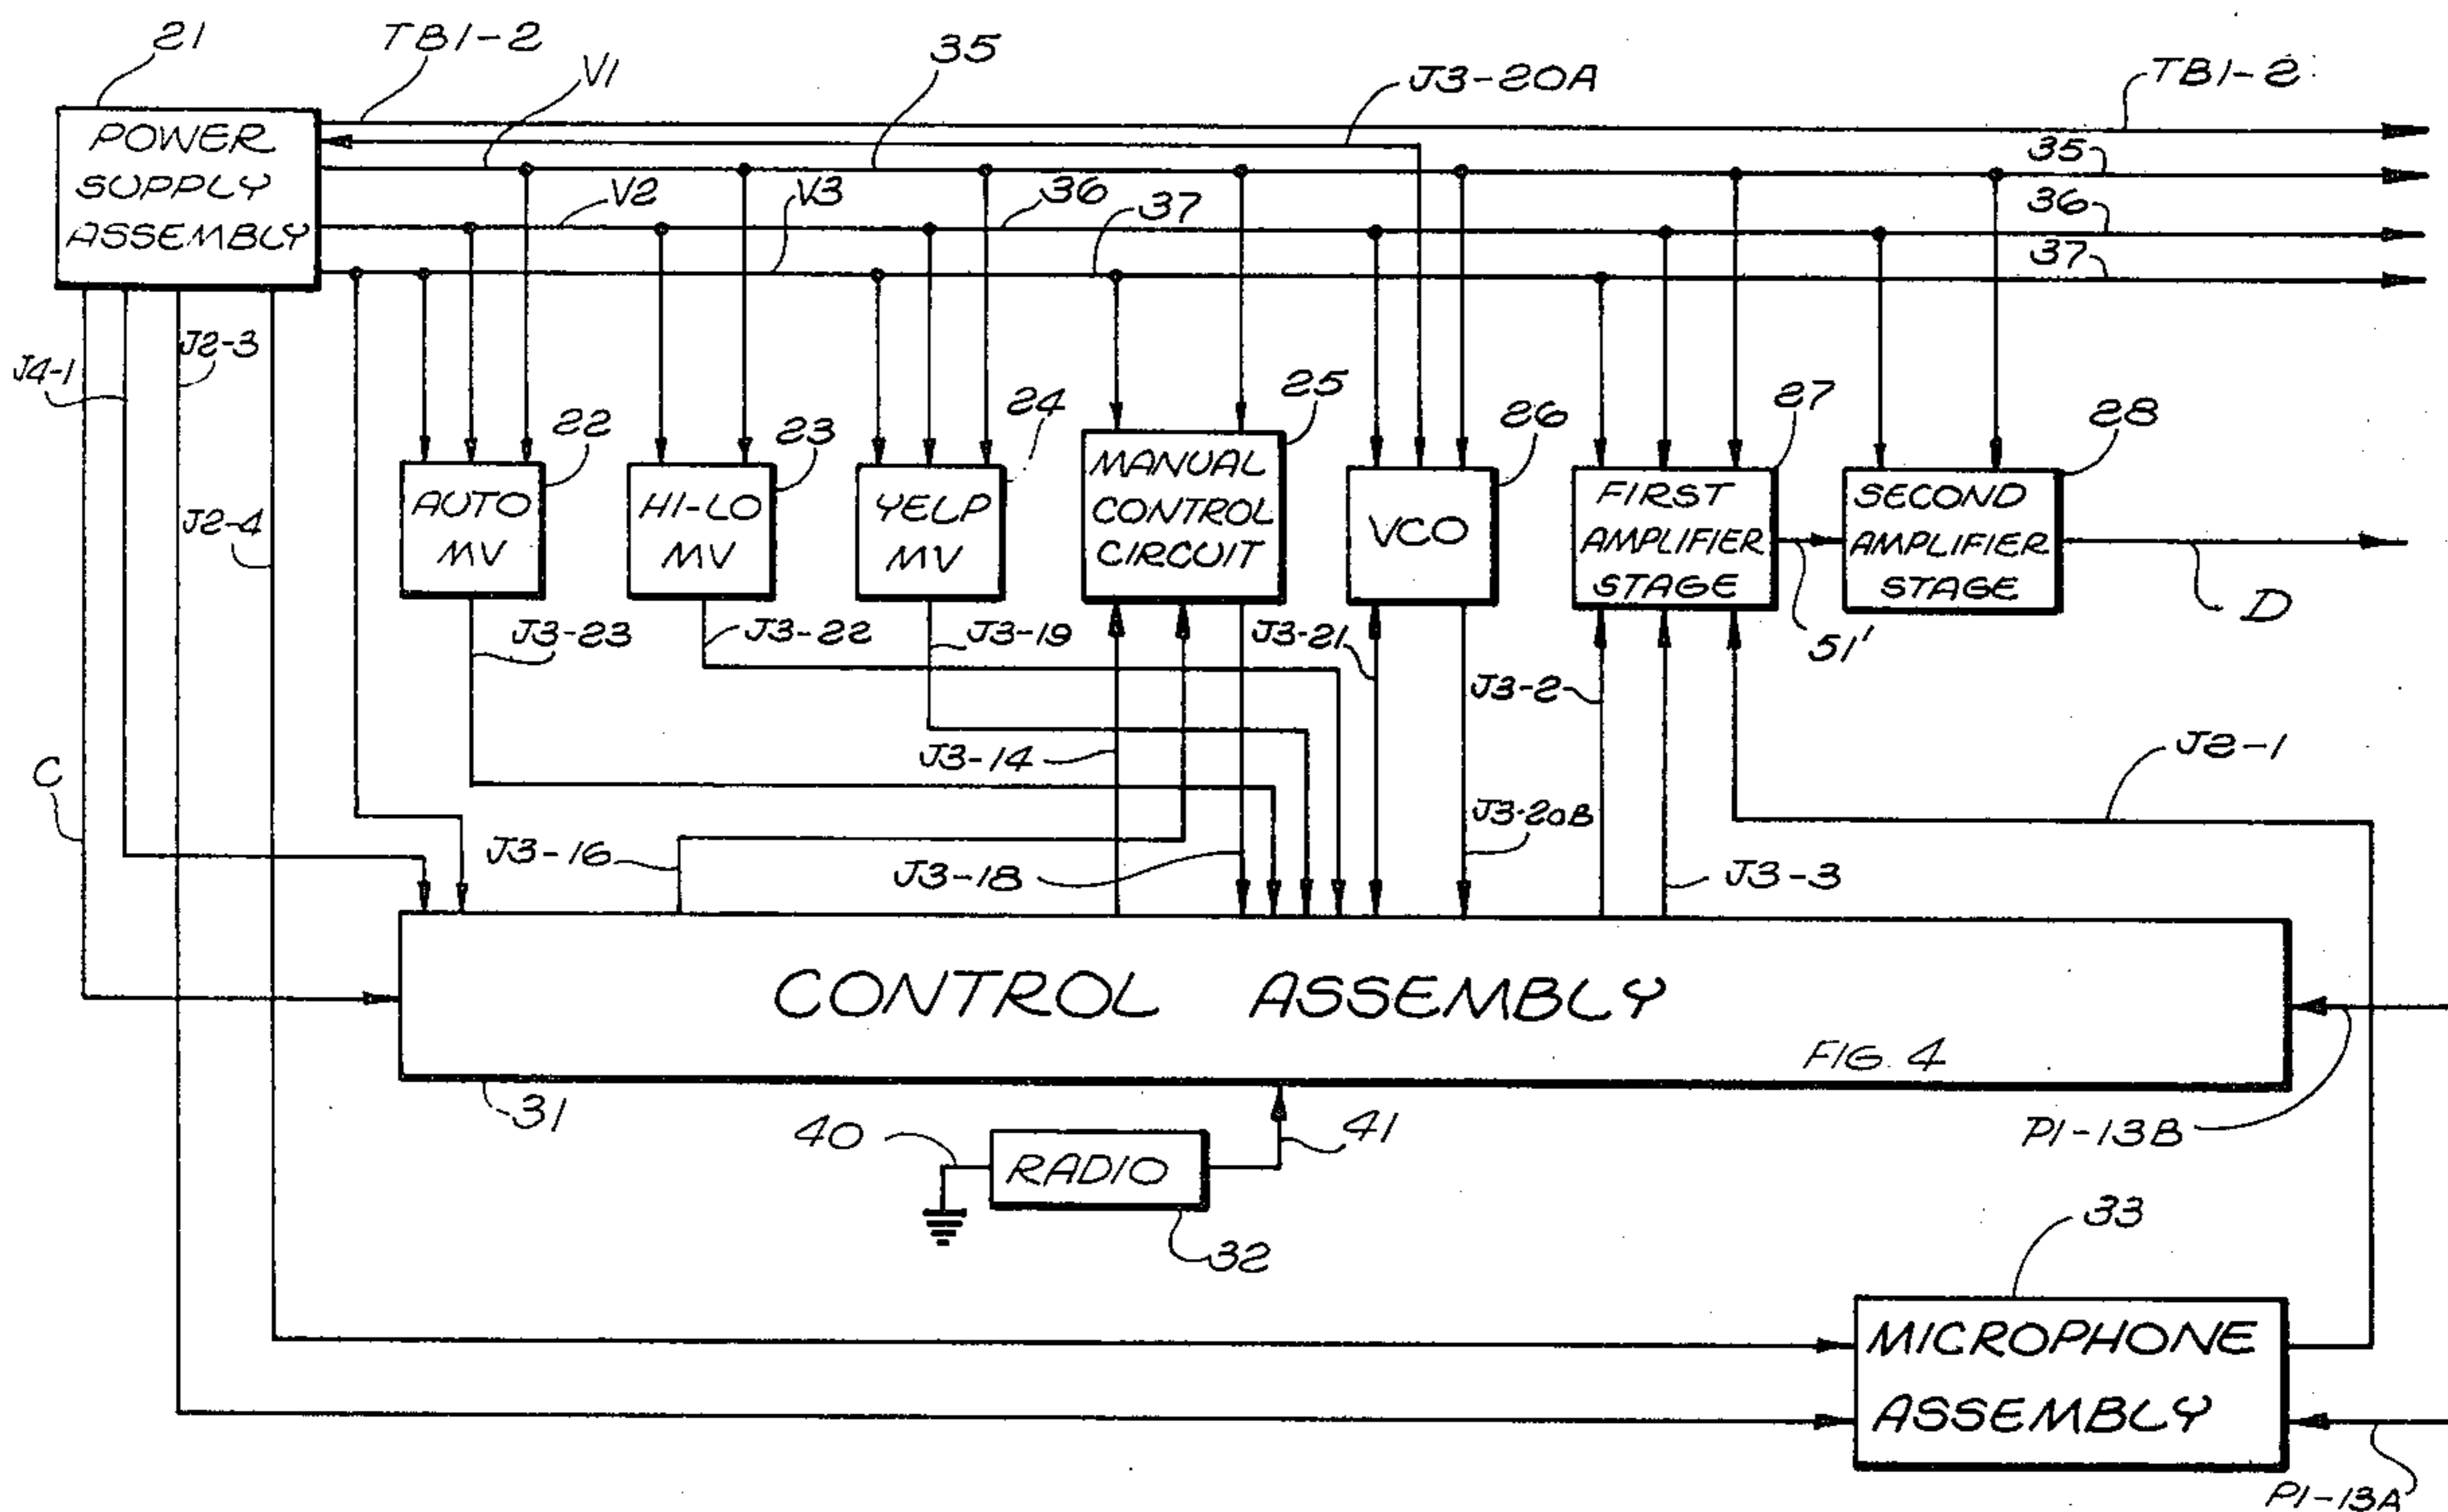 21
TB1-2
V1
35
J3-20A
TB1-2
POWER
SUPPLY
ASSEMBLY
V2
V3
36
37
35
36
37
J4-1
J2-3
J2-4
22
23
24
25
26
27
28
AUTO
MV
HI-LO
MV
YELP
MV
MANUAL
CONTROL
CIRCUIT
VCO
FIRST
AMPLIFIER
STAGE
SECOND
AMPLIFIER
STAGE
J3-23
J3-22
J3-19
J3-21
51'
D
J3-2
J3-14
J2-1
C
J3-20B
J3-16
J3-18
J3-3
CONTROL ASSEMBLY
FIG. 4
31
40
41
P1-13B
RADIO
32
33
MICROPHONE
ASSEMBLY
P1-13A